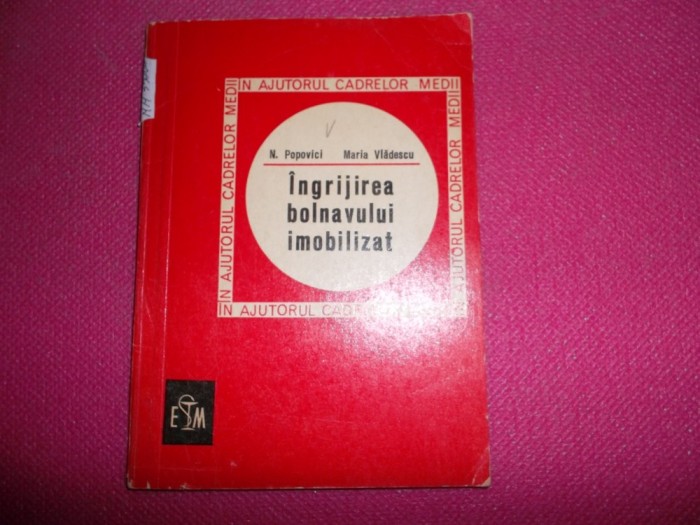 ÎN AJUTORUL CADRELOR MEDII
ÎN AJUTORUL CADRELOR MEDII
N. Popovici Maria Vlădescu
Îngrijirea
bolnavului
imobilizat
AJUTORUL CADRELOR MEDII
ÎN AJUTORUL
ESM